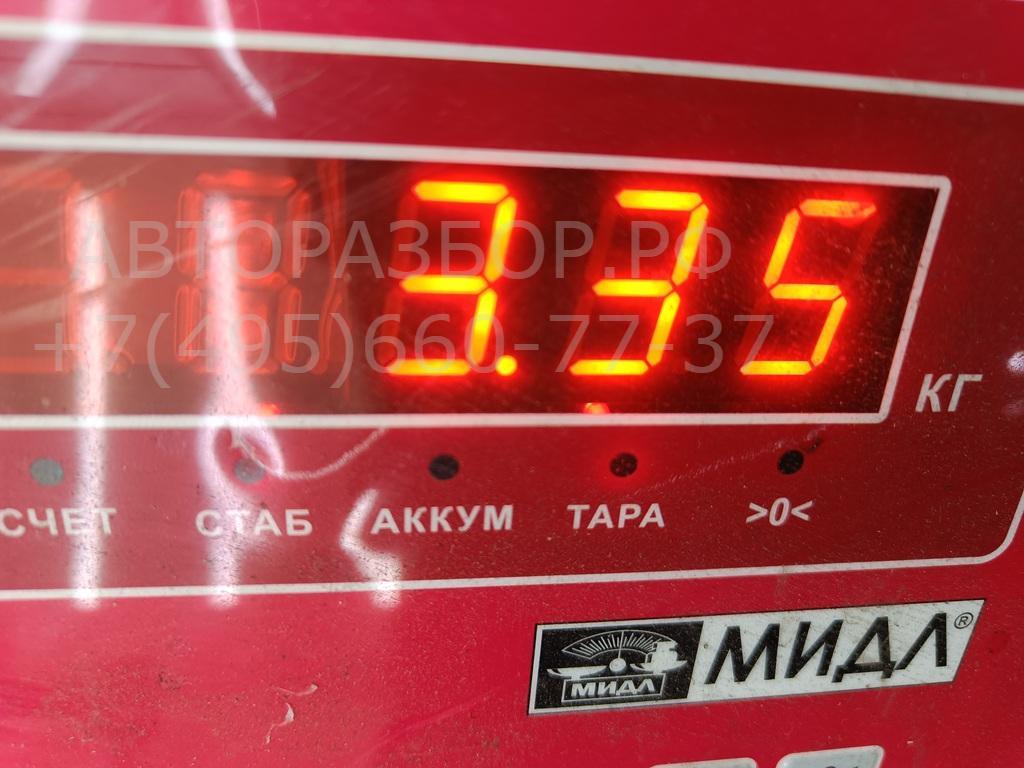 3.35
АВТОРАЗБОР.РФ
+7(495)660-77-37
КГ
СЧЕТ СТАБ АККУМ ТАРА >0<
МИДЛ МИДЛ®